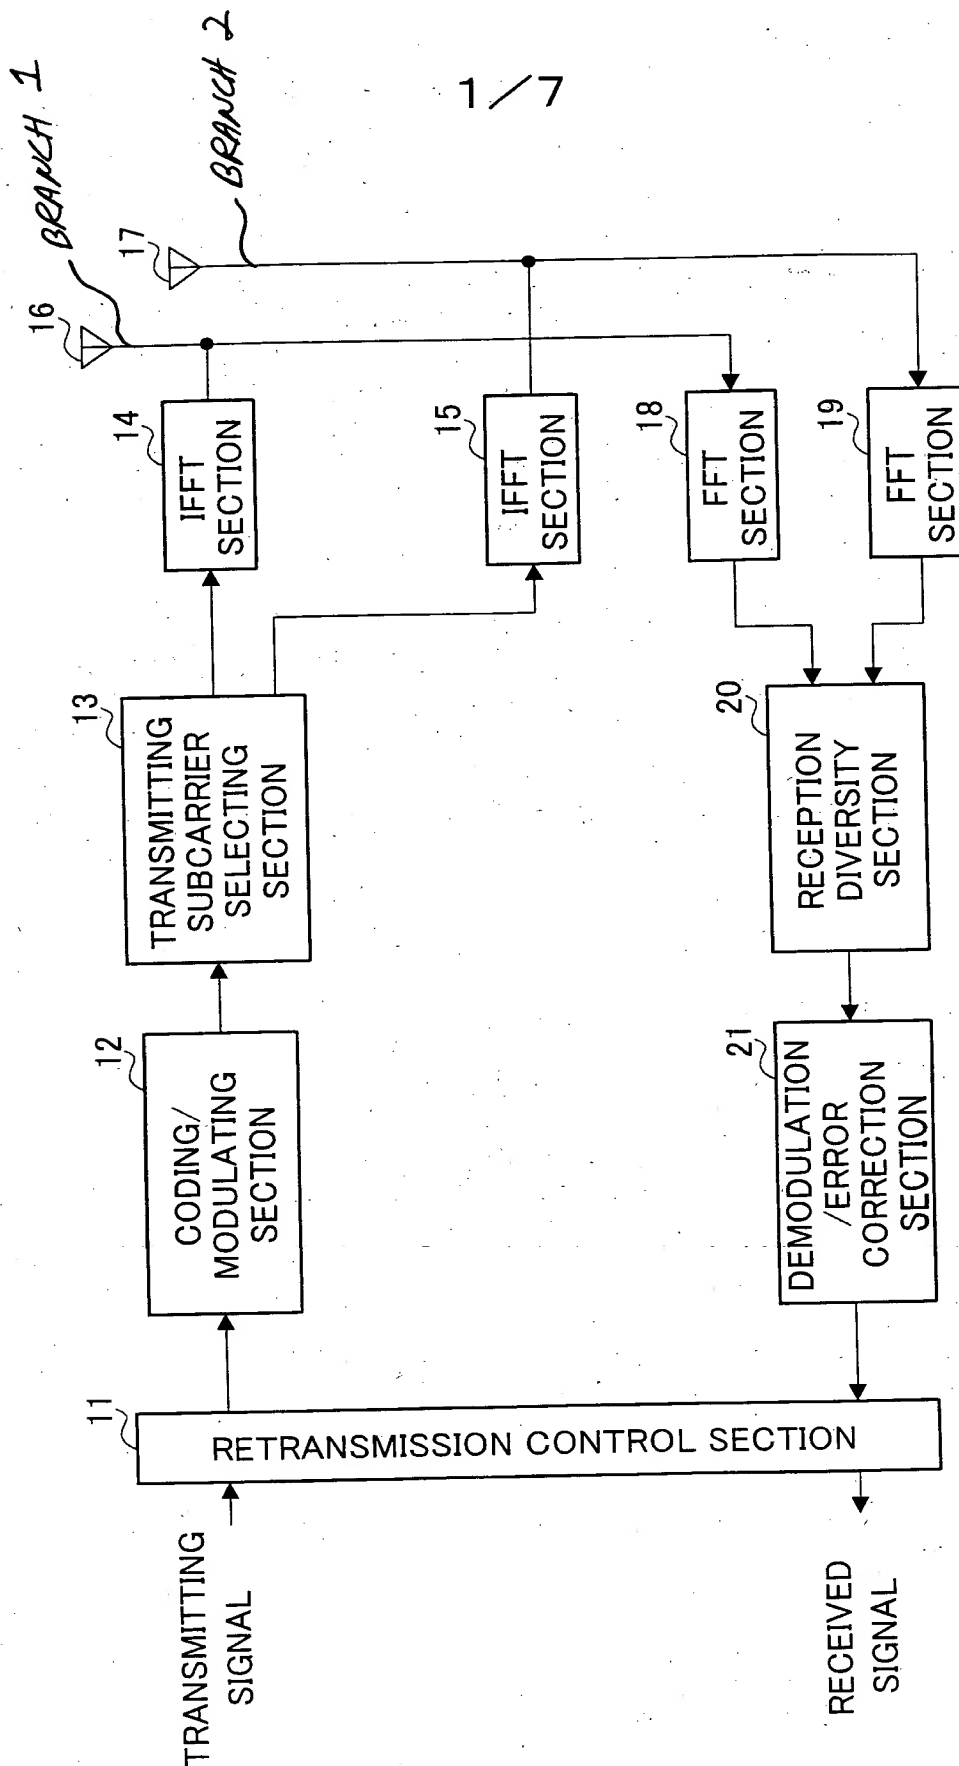 1/7
BRANCH 1
BRANCH 2
16
17
14
IFFT
SECTION
15
IFFT
SECTION
18
FFT
SECTION
19
FFT
SECTION
13
TRANSMITTING
SUBCARRIER
SELECTING
SECTION
20
RECEPTION
DIVERSITY
SECTION
12
CODING/
MODULATING
SECTION
21
DEMODULATION
/ERROR
CORRECTION
SECTION
11
RETRANSMISSION CONTROL SECTION
TRANSMITTING
SIGNAL
RECEIVED
SIGNAL